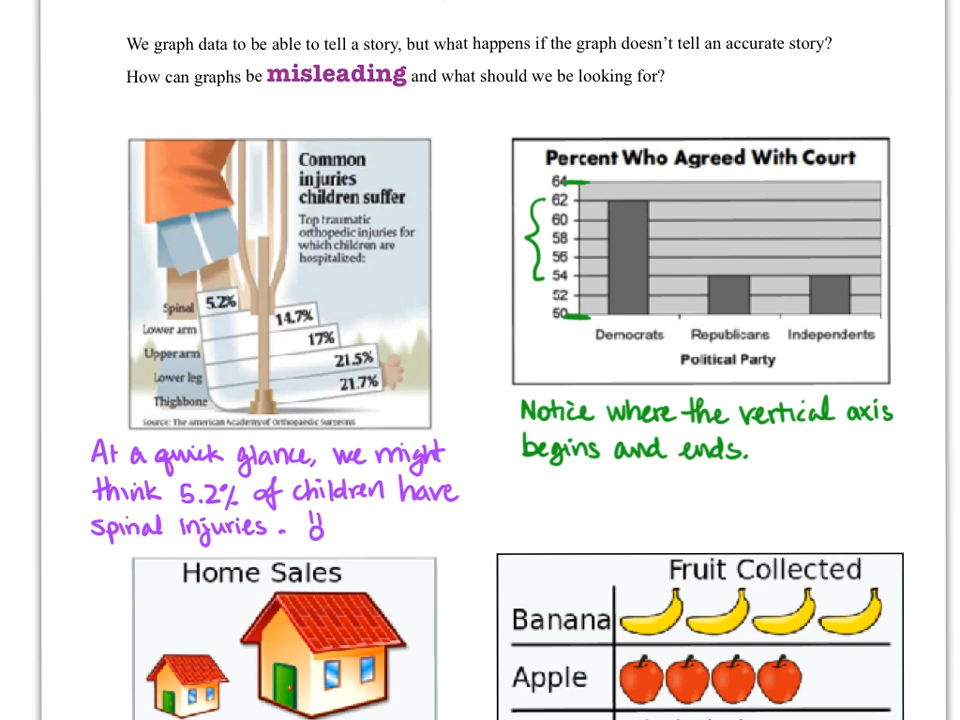 We graph data to be able to tell a story, but what happens if the graph doesn't tell an accurate story?
How can graphs be misleading and what should we be looking for?
Common
injuries
children suffer
Top traumatic
orthopedic injuries for
which children are
hospitalized:
Spinal 5.2%
Lower arm 14.7%
Upper arm 17%
Lower leg 21.5%
Thighbone 21.7%
Source: The American Academy of Orthopaedic Surgeons
At a quick glance, we might
think 5.2% of children have
spinal injuries.
Percent Who Agreed With Court
64
62
60
58
56
54
52
50
Democrats Republicans Independents
Political Party
Notice where the vertical axis
begins and ends.
Home Sales
Fruit Collected
Banana
Apple